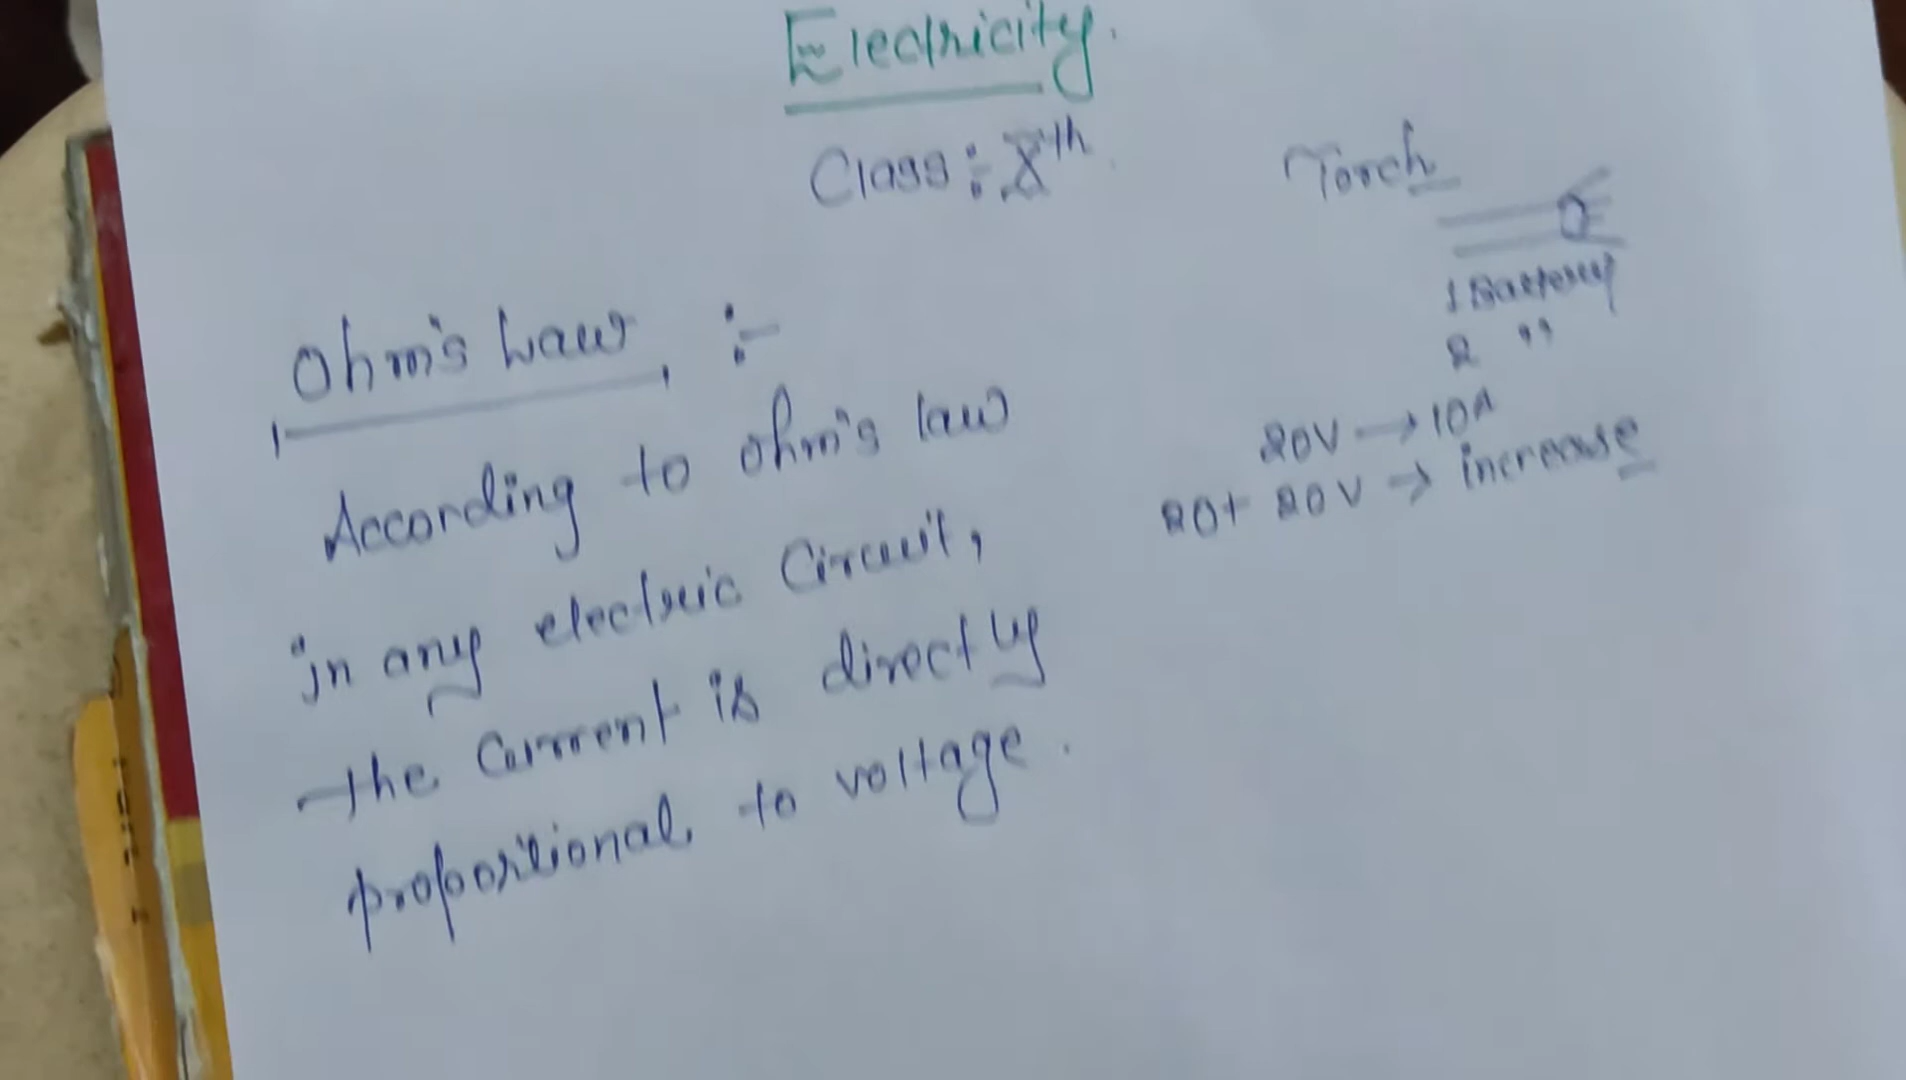 Electricity.
Class:- Xth
Torch
1 Battery
2 "
20V → 10A
20+ 20V → increase
Ohm's Law :-
According to ohm's law
in any electric Circuit,
the Current is directly
proportional to voltage.